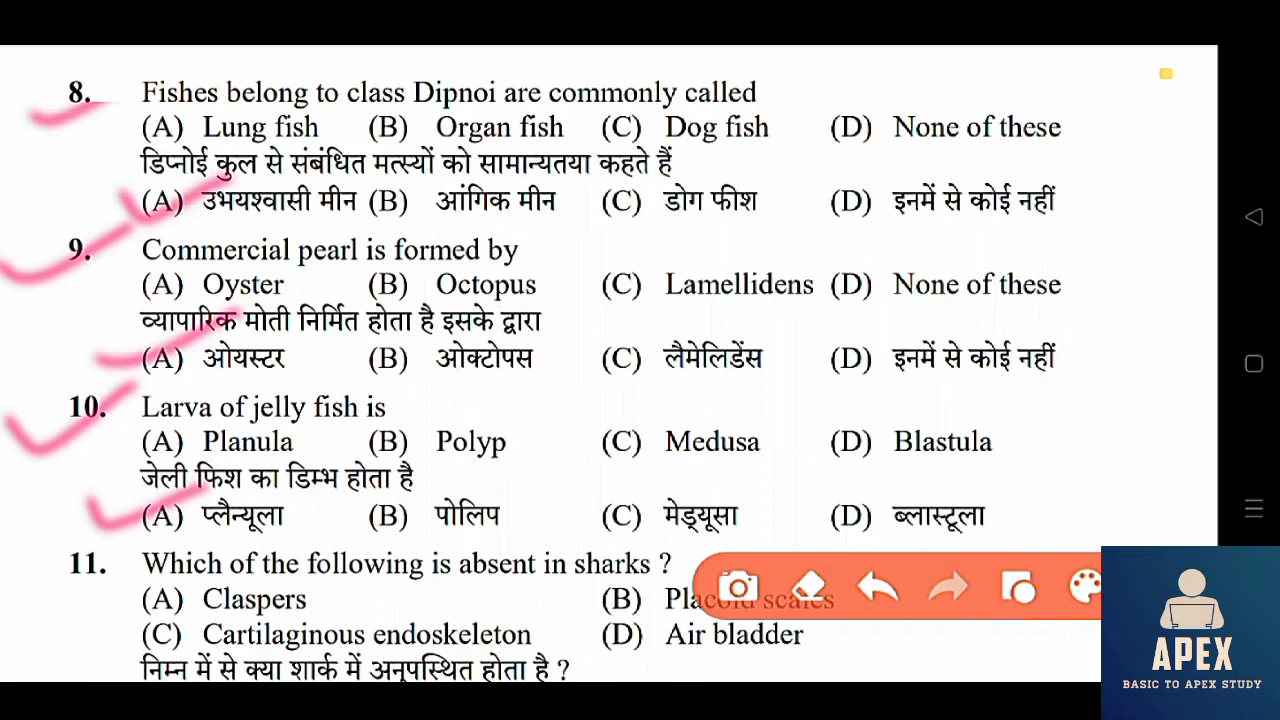 8. Fishes belong to class Dipnoi are commonly called
(A) Lung fish (B) Organ fish (C) Dog fish (D) None of these
डिप्नोई कुल से संबंधित मत्स्यों को सामान्यतया कहते हैं
(A) उभयश्वासी मीन (B) आंगिक मीन (C) डोग फीश (D) इनमें से कोई नहीं
9. Commercial pearl is formed by
(A) Oyster (B) Octopus (C) Lamellidens (D) None of these
व्यापारिक मोती निर्मित होता है इसके द्वारा
(A) ओयस्टर (B) ओक्टोपस (C) लैमेलिडेंस (D) इनमें से कोई नहीं
10. Larva of jelly fish is
(A) Planula (B) Polyp (C) Medusa (D) Blastula
जेली फिश का डिम्भ होता है
(A) प्लैन्यूला (B) पोलिप (C) मेड्यूसा (D) ब्लास्टूला
11. Which of the following is absent in sharks ?
(A) Claspers (B) Placoid scales
(C) Cartilaginous endoskeleton (D) Air bladder
निम्न में से क्या शार्क में अनुपस्थित होता है ?
APEX
BASIC TO APEX STUDY